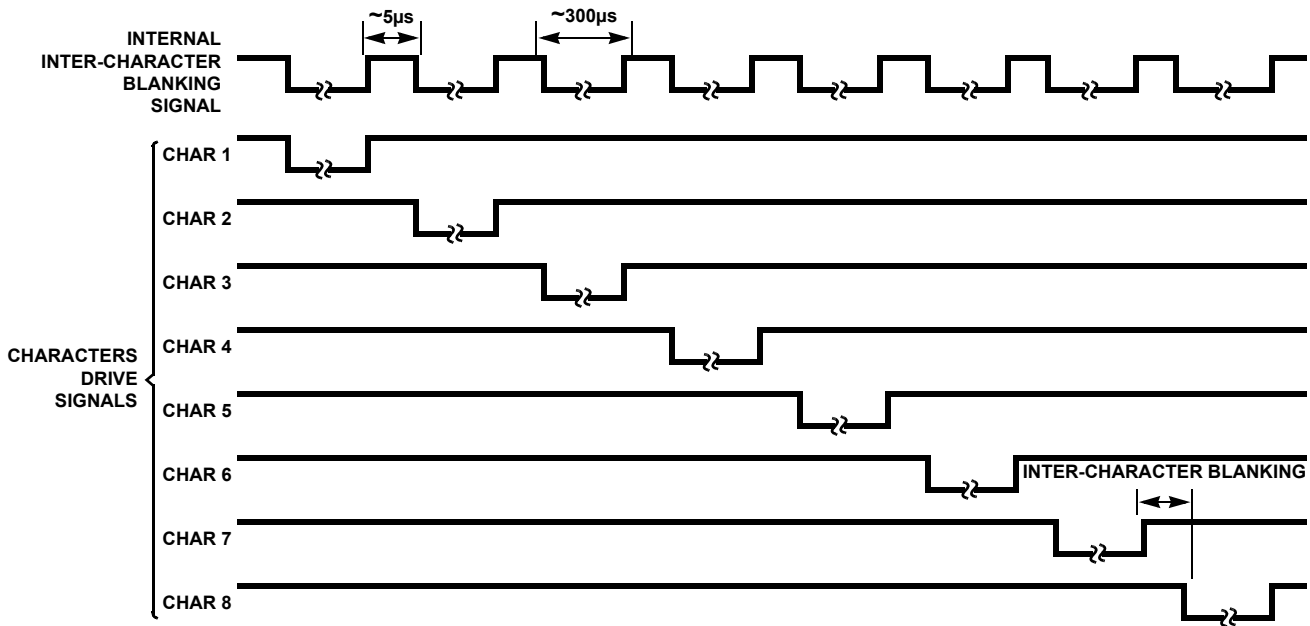 ~5µs
~300µs
INTERNAL
INTER-CHARACTER
BLANKING
SIGNAL
CHAR 1
CHAR 2
CHAR 3
CHAR 4
CHARACTERS
DRIVE
SIGNALS
CHAR 5
CHAR 6
INTER-CHARACTER BLANKING
CHAR 7
CHAR 8